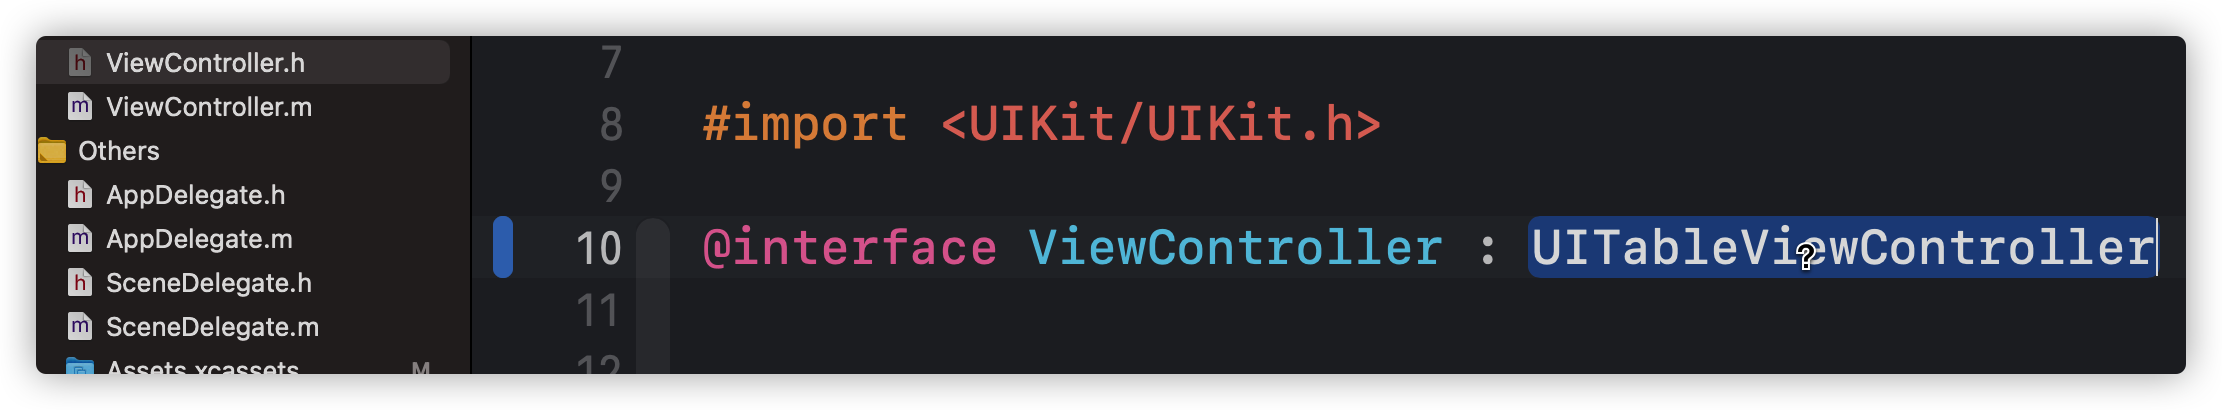 ViewController.h
ViewController.m
Others
AppDelegate.h
AppDelegate.m
SceneDelegate.h
SceneDelegate.m
Assets.xcassets M
7
8 #import <UIKit/UIKit.h>
9
10 @interface ViewController : UITableViewController
11
12